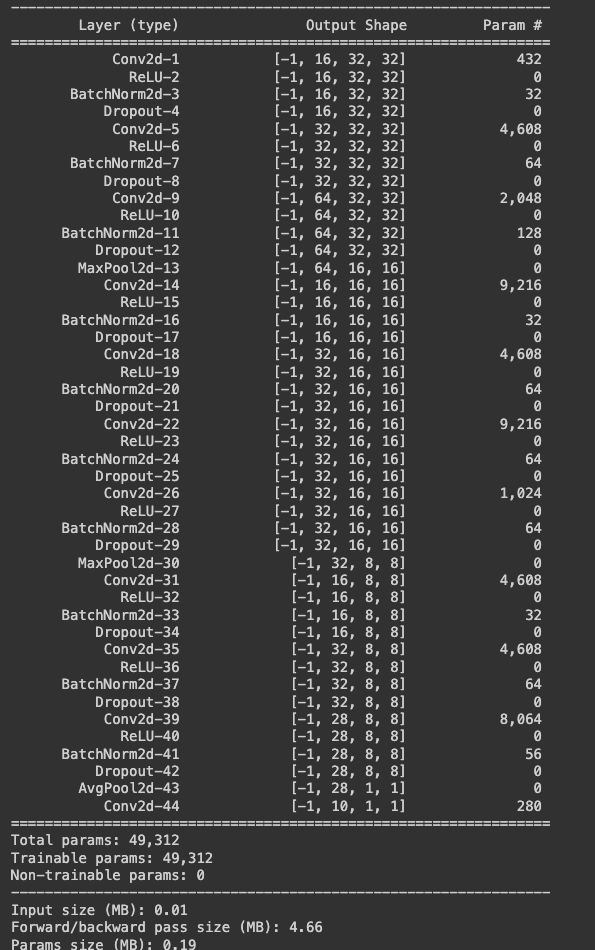 ----------------------------------------------------------------
        Layer (type)               Output Shape         Param #
================================================================
            Conv2d-1           [-1, 16, 32, 32]             432
              ReLU-2           [-1, 16, 32, 32]               0
       BatchNorm2d-3           [-1, 16, 32, 32]              32
           Dropout-4           [-1, 16, 32, 32]               0
            Conv2d-5           [-1, 32, 32, 32]           4,608
              ReLU-6           [-1, 32, 32, 32]               0
       BatchNorm2d-7           [-1, 32, 32, 32]              64
           Dropout-8           [-1, 32, 32, 32]               0
            Conv2d-9           [-1, 64, 32, 32]           2,048
             ReLU-10           [-1, 64, 32, 32]               0
      BatchNorm2d-11           [-1, 64, 32, 32]             128
          Dropout-12           [-1, 64, 32, 32]               0
        MaxPool2d-13           [-1, 64, 16, 16]               0
           Conv2d-14           [-1, 16, 16, 16]           9,216
             ReLU-15           [-1, 16, 16, 16]               0
      BatchNorm2d-16           [-1, 16, 16, 16]              32
          Dropout-17           [-1, 16, 16, 16]               0
           Conv2d-18           [-1, 32, 16, 16]           4,608
             ReLU-19           [-1, 32, 16, 16]               0
      BatchNorm2d-20           [-1, 32, 16, 16]              64
          Dropout-21           [-1, 32, 16, 16]               0
           Conv2d-22           [-1, 32, 16, 16]           9,216
             ReLU-23           [-1, 32, 16, 16]               0
      BatchNorm2d-24           [-1, 32, 16, 16]              64
          Dropout-25           [-1, 32, 16, 16]               0
           Conv2d-26           [-1, 32, 16, 16]           1,024
             ReLU-27           [-1, 32, 16, 16]               0
      BatchNorm2d-28           [-1, 32, 16, 16]              64
          Dropout-29           [-1, 32, 16, 16]               0
        MaxPool2d-30             [-1, 32, 8, 8]               0
           Conv2d-31             [-1, 16, 8, 8]           4,608
             ReLU-32             [-1, 16, 8, 8]               0
      BatchNorm2d-33             [-1, 16, 8, 8]              32
          Dropout-34             [-1, 16, 8, 8]               0
           Conv2d-35             [-1, 32, 8, 8]           4,608
             ReLU-36             [-1, 32, 8, 8]               0
      BatchNorm2d-37             [-1, 32, 8, 8]              64
          Dropout-38             [-1, 32, 8, 8]               0
           Conv2d-39             [-1, 28, 8, 8]           8,064
             ReLU-40             [-1, 28, 8, 8]               0
      BatchNorm2d-41             [-1, 28, 8, 8]              56
          Dropout-42             [-1, 28, 8, 8]               0
        AvgPool2d-43             [-1, 28, 1, 1]               0
           Conv2d-44             [-1, 10, 1, 1]             280
================================================================
Total params: 49,312
Trainable params: 49,312
Non-trainable params: 0
----------------------------------------------------------------
Input size (MB): 0.01
Forward/backward pass size (MB): 4.66
Params size (MB): 0.19